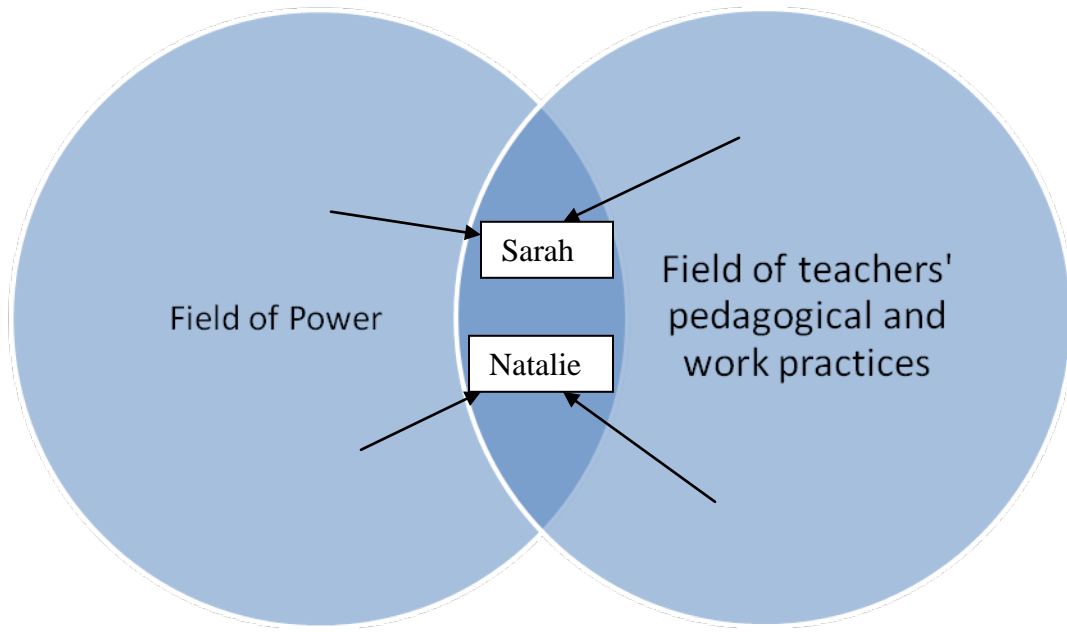 Sarah
Field of Power
Field of teachers'
pedagogical and
work practices
Natalie